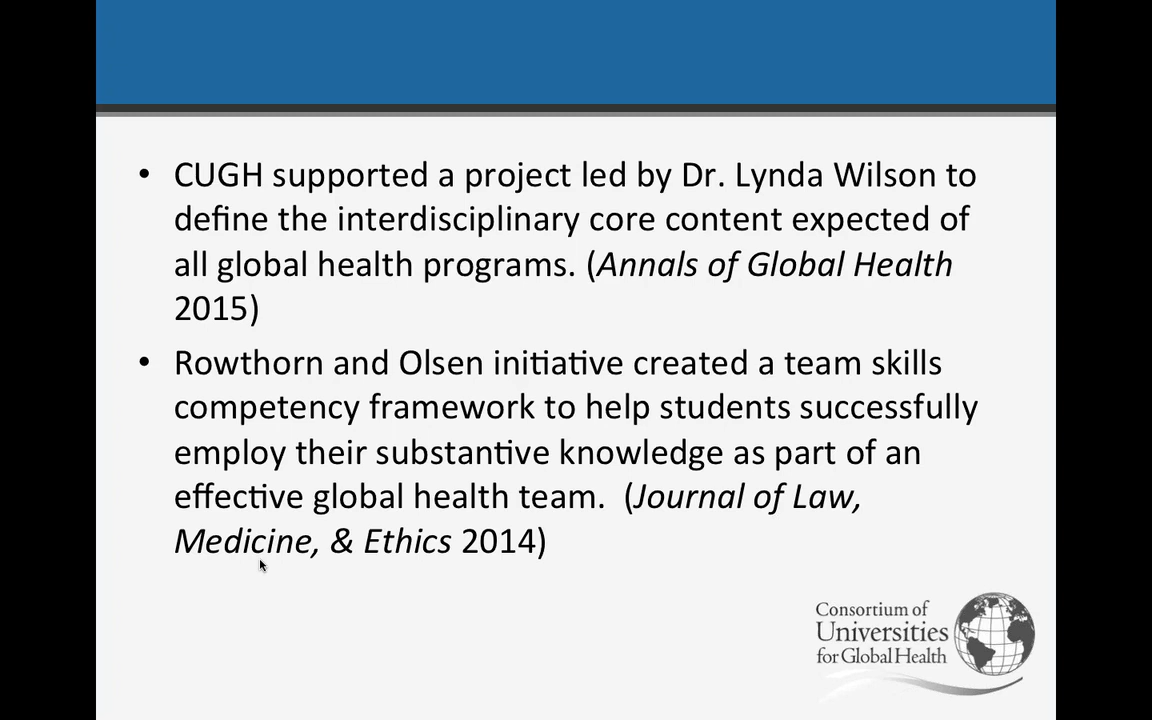 • CUGH supported a project led by Dr. Lynda Wilson to
define the interdisciplinary core content expected of
all global health programs. (Annals of Global Health
2015)
• Rowthorn and Olsen initiative created a team skills
competency framework to help students successfully
employ their substantive knowledge as part of an
effective global health team.  (Journal of Law,
Medicine, & Ethics 2014)
Consortium of
Universities
for Global Health